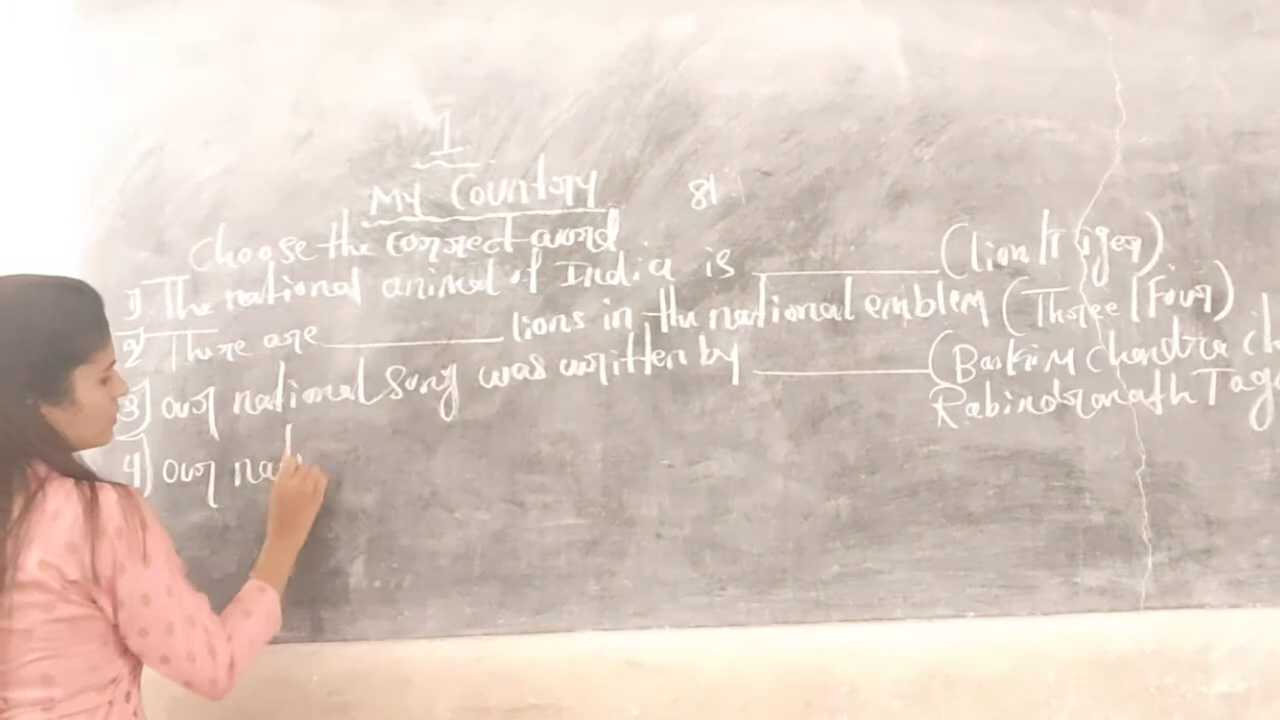 1
My Country
81
Choose the correct word
1) The national animal of India is ________ (lion/Tiger)
2) There are ________ lions in the national emblem (Three/Four)
3) our national song was written by ________ (Bankim Chandra Ch
Rabindranath Tag
4) our nat